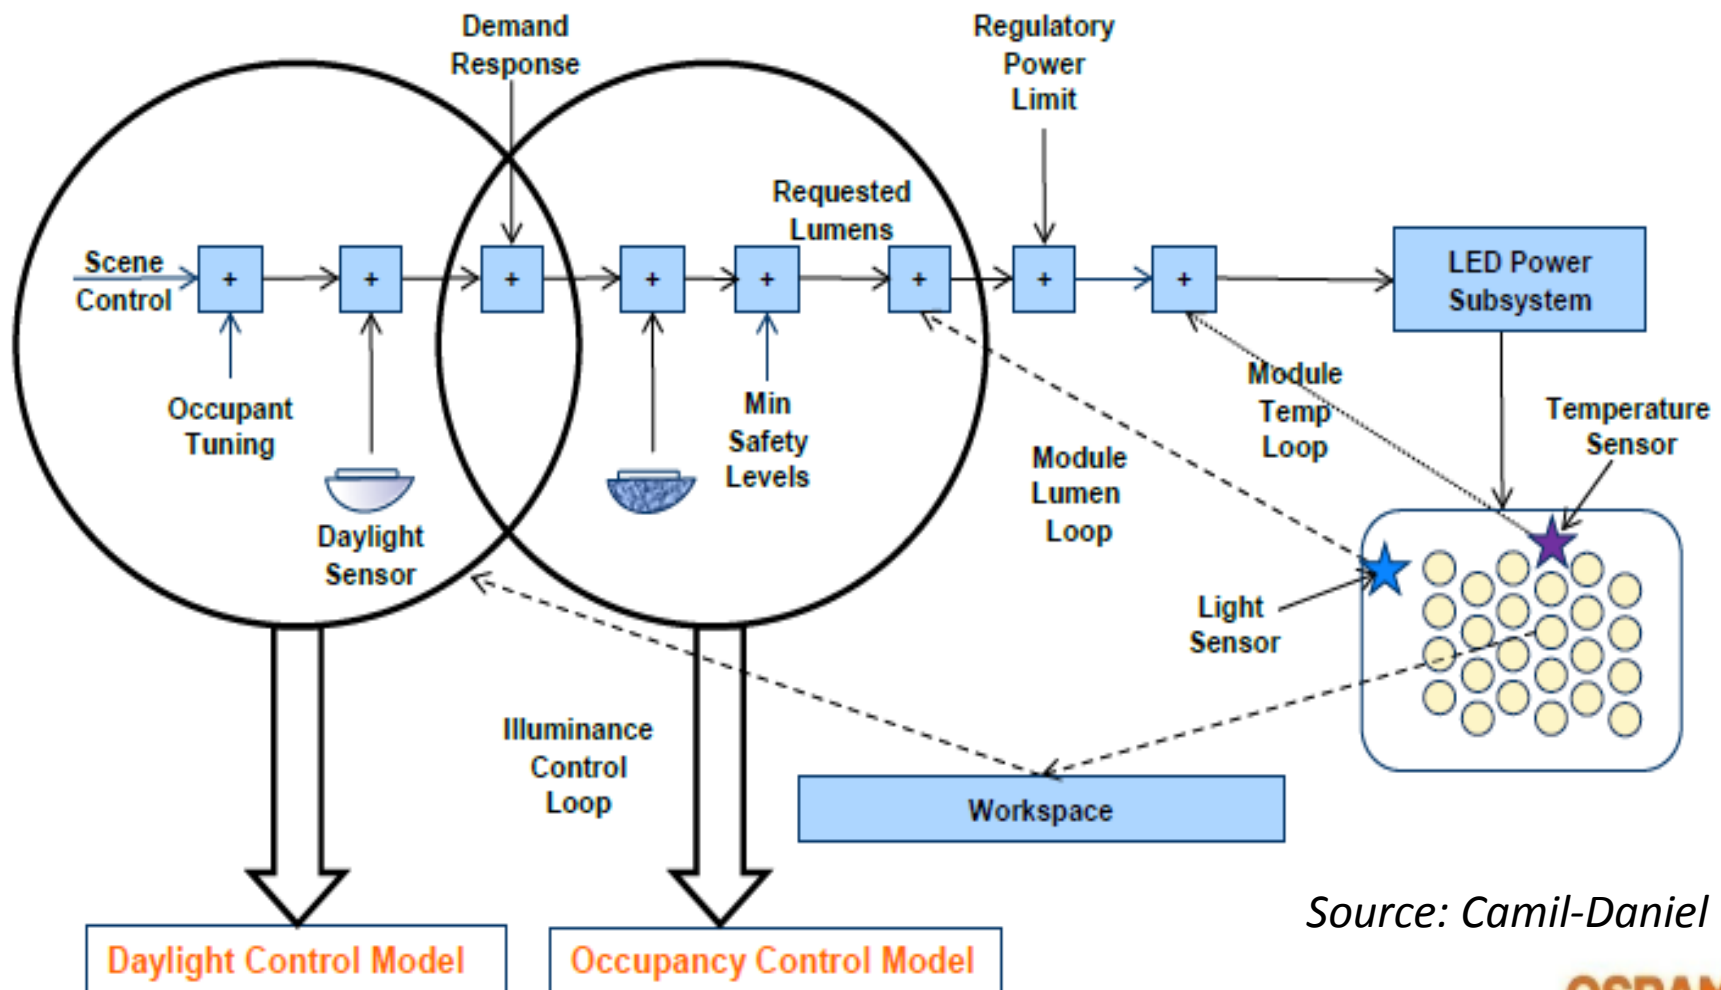 Demand
Response
Regulatory
Power
Limit
Requested
Lumens
Scene
Control
+
+
+
+
+
+
+
+
LED Power
Subsystem
Occupant
Tuning
Daylight
Sensor
Min
Safety
Levels
Module
Temp
Loop
Module
Lumen
Loop
Temperature
Sensor
Light
Sensor
Illuminance
Control
Loop
Workspace
Source: Camil-Daniel
Daylight Control Model
Occupancy Control Model